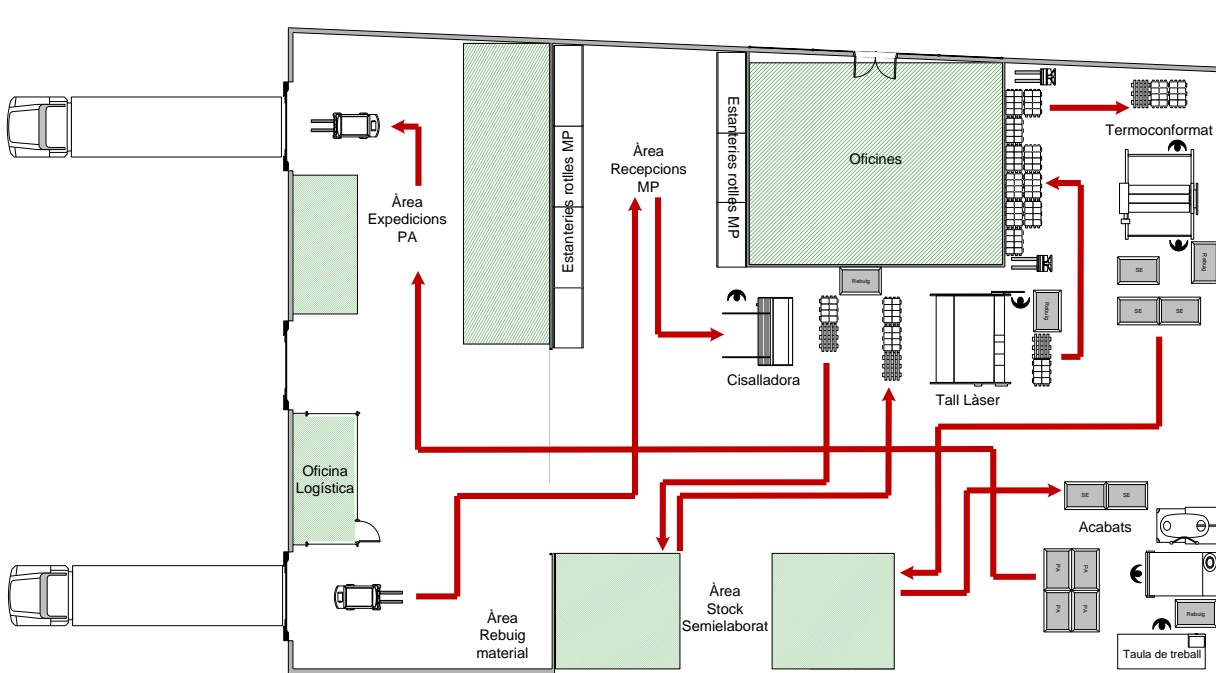 Termoconformat
Àrea
Recepcions
MP
Oficines
Estanteries rotlles MP
Estanteries rotlles MP
Àrea
Expedicions
PA
Rebuig
SE
Rebuig
Rebuig
SE
SE
Cisalladora
Tall Làser
Oficina
Logística
SE
SE
Acabats
PA
PA
PA
PA
Àrea
Stock
Semielaborat
Àrea
Rebuig
material
Rebuig
Taula de treball